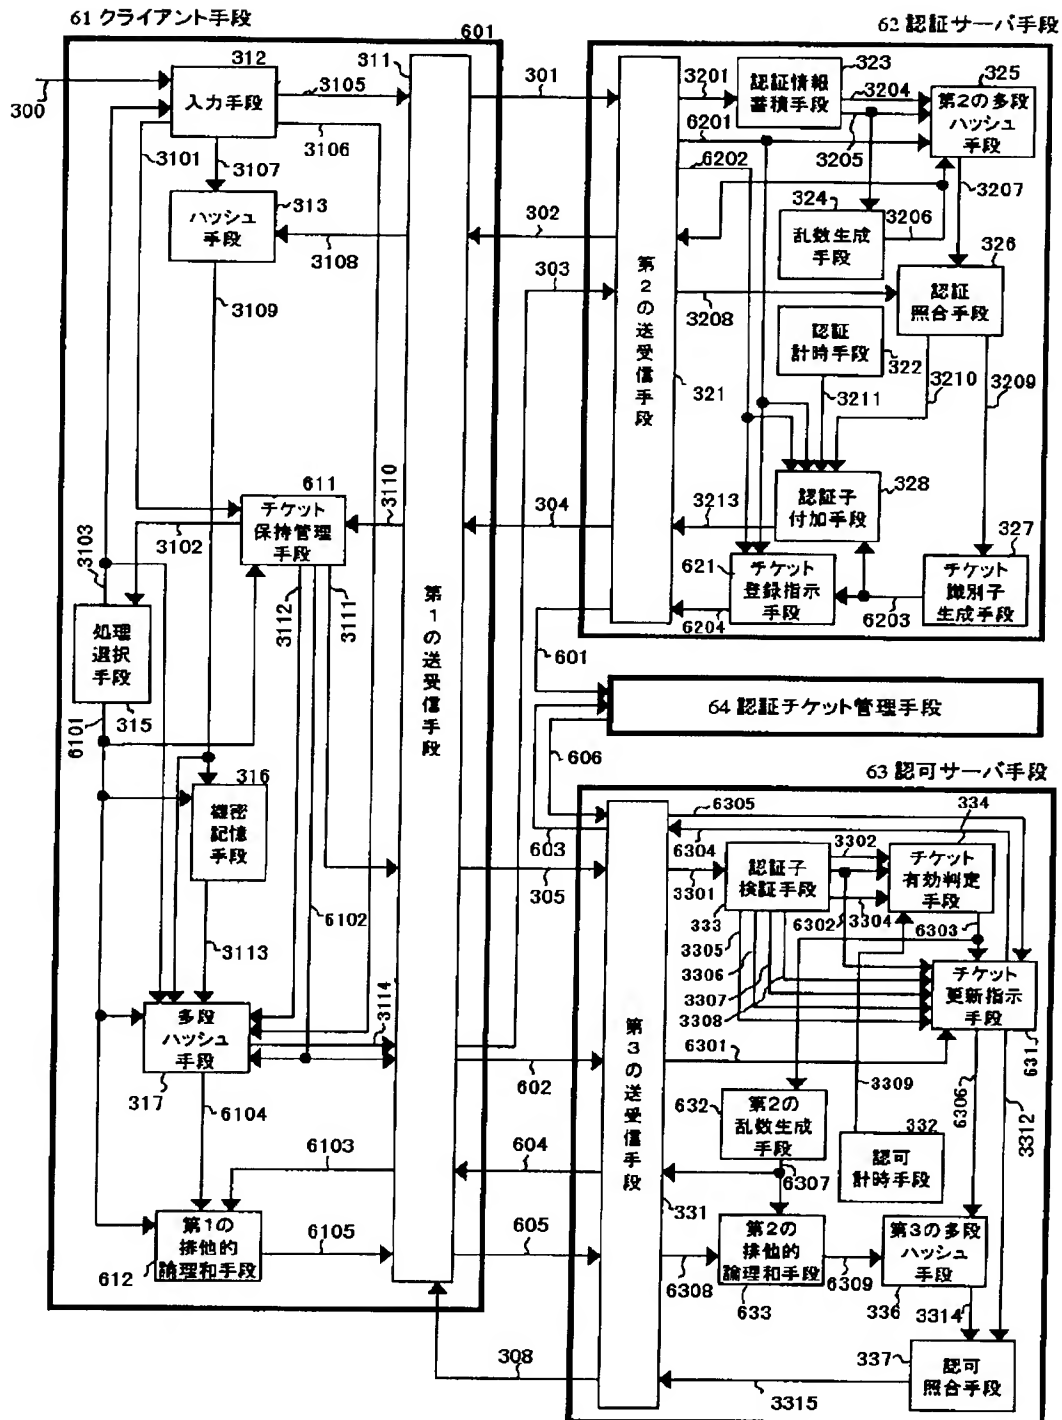 61 クライアント手段
601
311
312
入力手段
300
3105
3106
3101
3107
313
ハッシュ
手段
3108
3109
301
302
303
611
チケット
保持管理
手段
3110
3102
3103
304
3112
3111
処理
選択
手段
315
6101
第1の送受信手段
316
機密
記憶
手段
3113
6102
3114
305
多段
ハッシュ
手段
317
602
6104
6103
604
第1の
排他的
論理和手段
612
6105
605
308
62 認証サーバ手段
3201
323
認証情報
蓄積手段
3204
3205
325
第2の多段
ハッシュ
手段
6201
6202
324
乱数生成
手段
3206
3207
326
認証
照合手段
第2の送受信手段
321
3208
認証
計時手段
322
3211
3210
3209
認証子
付加手段
328
3213
621
チケット
登録指示
手段
6204
6203
327
チケット
識別子
生成手段
601
64 認証チケット管理手段
606
603
63 認可サーバ手段
6305
6304
3302
334
チケット
有効判定
手段
認証子
検証手段
333
3301
6302
3304
6303
3305
3306
3307
3308
チケット
更新指示
手段
631
第3の送受信手段
331
6301
632
第2の
乱数生成
手段
6307
3309
332
認可
計時手段
6306
3312
6308
第2の
排他的
論理和手段
633
6309
第3の多段
ハッシュ
手段
336
3314
337
認可
照合手段
3315